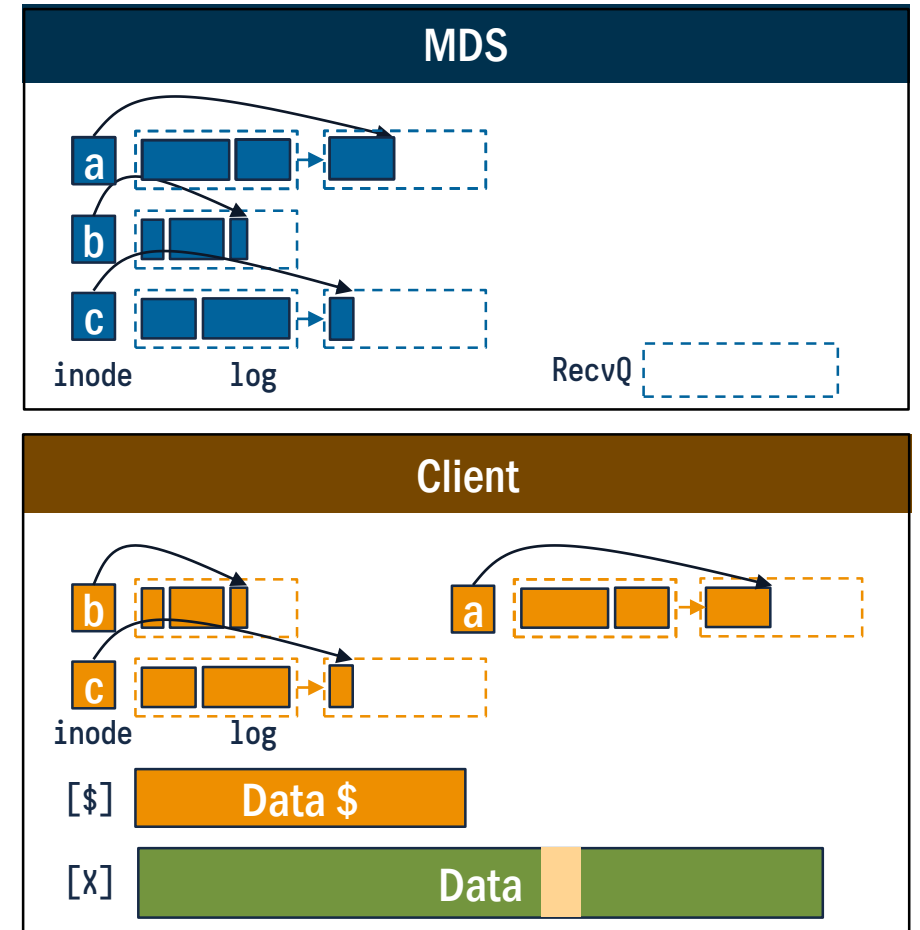 MDS
a
b
c
inode log
RecvQ
Client
b
a
c
inode log
[$] Data $
[X] Data